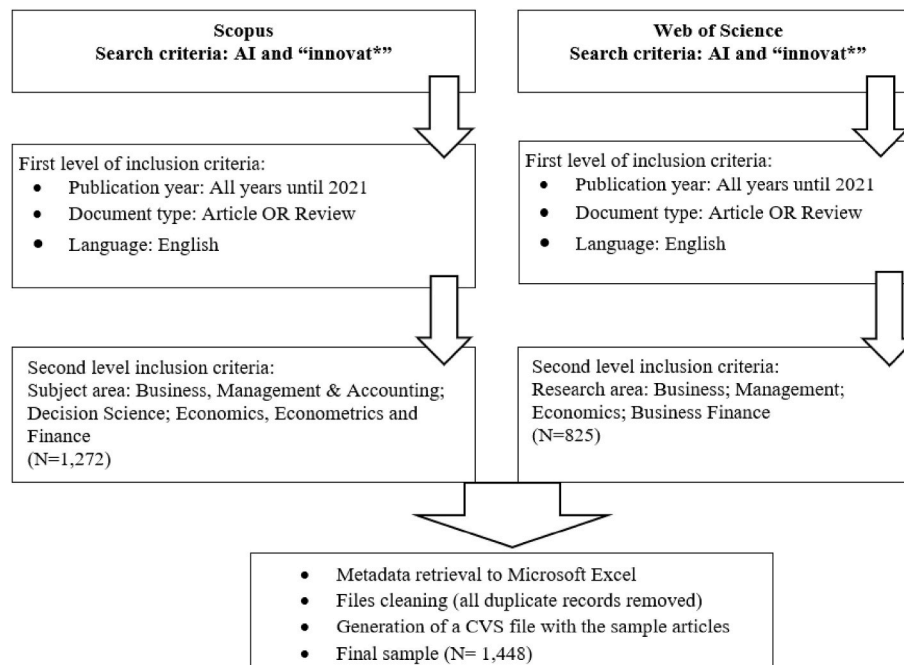 Scopus
Search criteria: AI and “innovat*”
Web of Science
Search criteria: AI and “innovat*”
First level of inclusion criteria:
• Publication year: All years until 2021
• Document type: Article OR Review
• Language: English
First level of inclusion criteria:
• Publication year: All years until 2021
• Document type: Article OR Review
• Language: English
Second level inclusion criteria:
Subject area: Business, Management & Accounting;
Decision Science; Economics, Econometrics and
Finance
(N=1,272)
Second level inclusion criteria:
Research area: Business; Management;
Economics; Business Finance
(N=825)
• Metadata retrieval to Microsoft Excel
• Files cleaning (all duplicate records removed)
• Generation of a CVS file with the sample articles
• Final sample (N= 1,448)